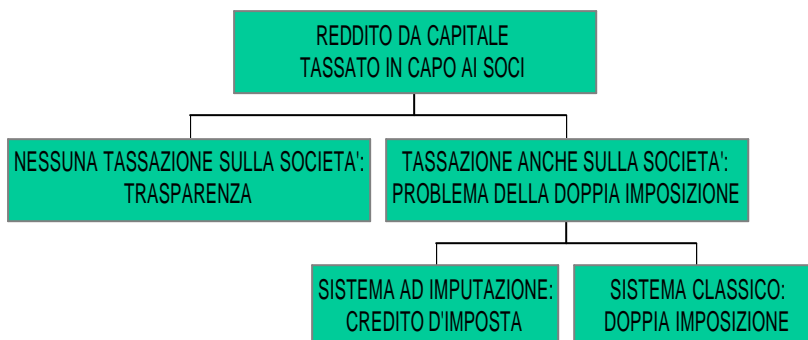 REDDITO DA CAPITALE
TASSATO IN CAPO AI SOCI
NESSUNA TASSAZIONE SULLA SOCIETA':
TRASPARENZA
TASSAZIONE ANCHE SULLA SOCIETA':
PROBLEMA DELLA DOPPIA IMPOSIZIONE
SISTEMA AD IMPUTAZIONE:
CREDITO D'IMPOSTA
SISTEMA CLASSICO:
DOPPIA IMPOSIZIONE